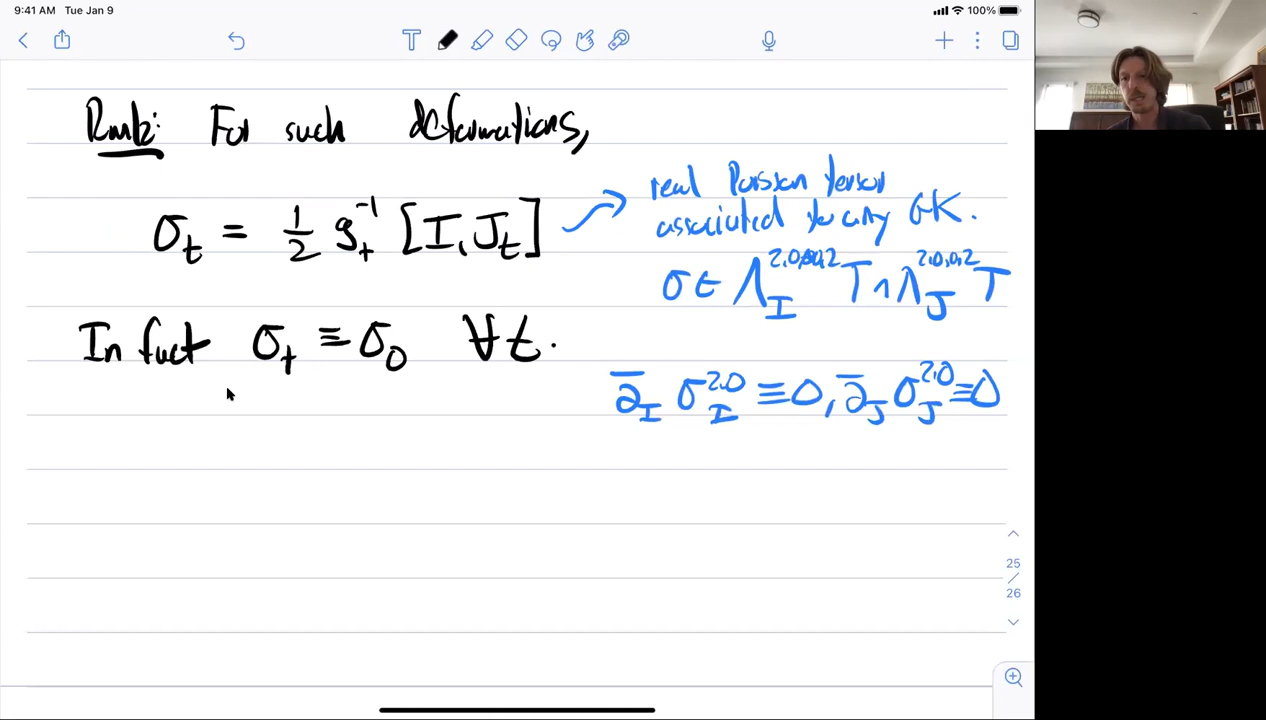 9:41 AM Tue Jan 9
100%
Rmk: For such deformations,
σ_t = 1/2 g_t^{-1} [I, J_t]
real Poisson tensor
associated to any GK.
σ ∈ Λ_I^{2,0,0,2} T ∩ Λ_J^{2,0,0,2} T
In fact σ_t ≡ σ_0 ∀ t.
∂̄_I σ_I^{2,0} ≡ 0, ∂̄_J σ_J^{2,0} ≡ 0
25
/
26